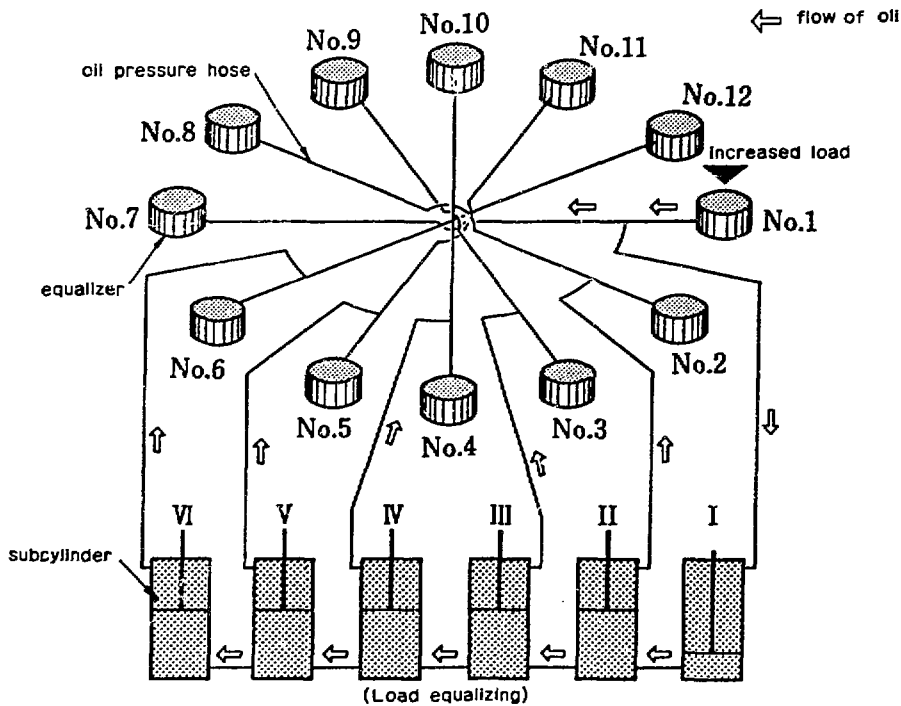 flow of oli
No.10
No.9
No.11
oil pressure hose
No.12
No.8
increased load
No.7
No.1
equalizer
No.6
No.2
No.5
No.4
No.3
VI
V
IV
III
II
I
subcylinder
(Load equalizing)